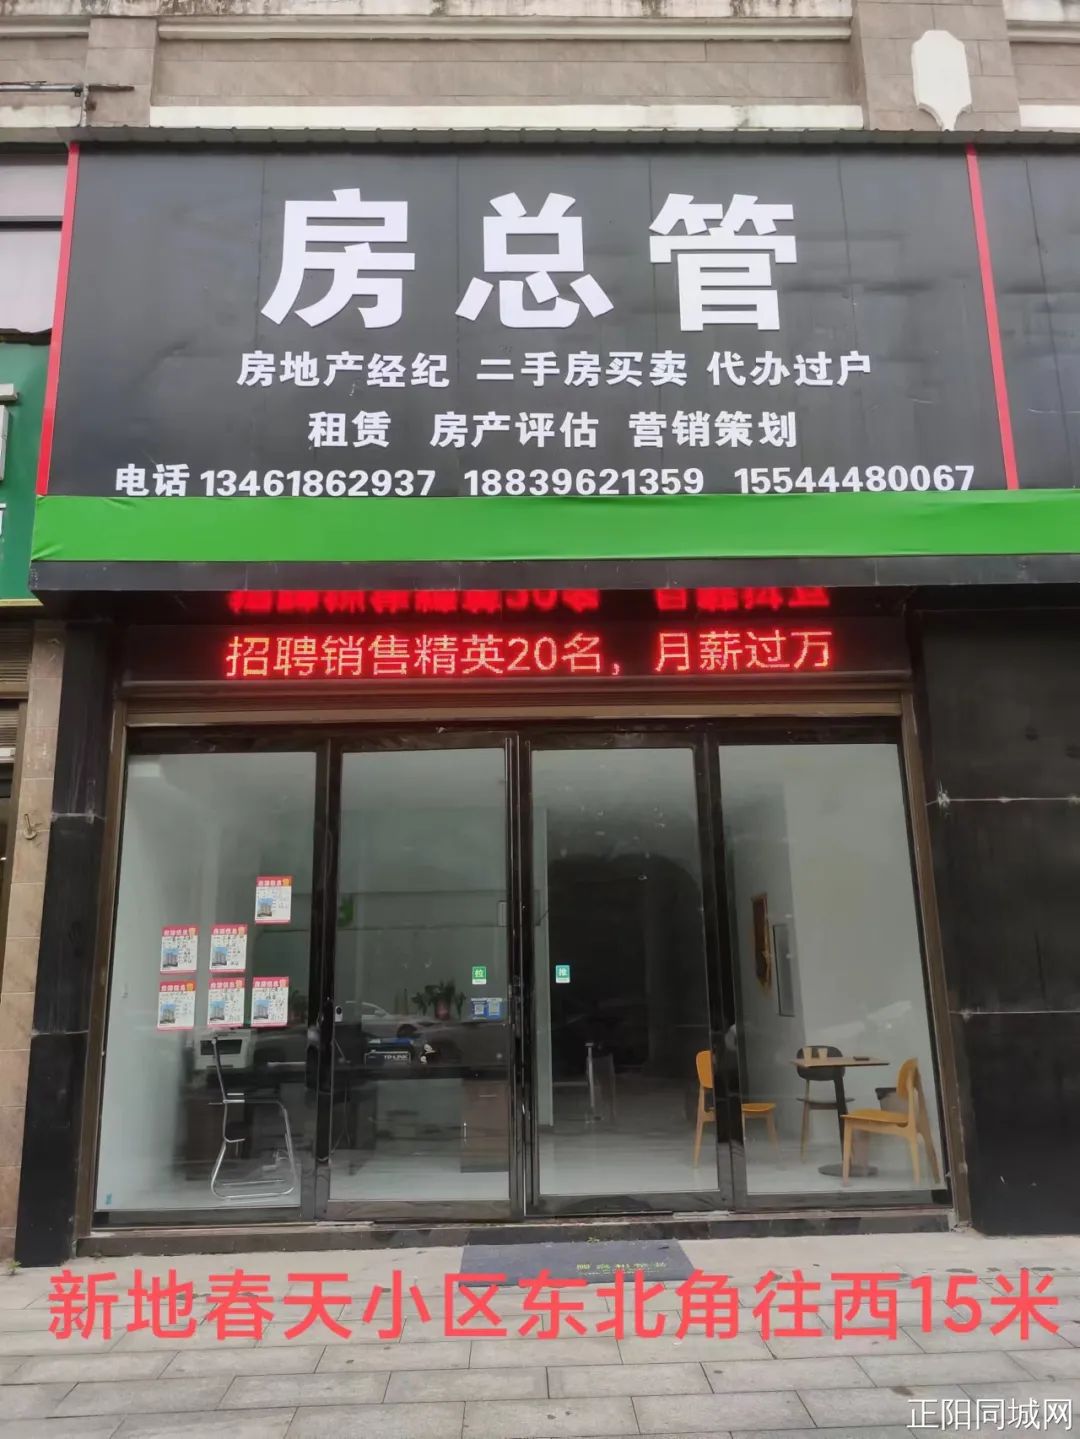 房总管
房地产经纪 二手房买卖 代办过户
租赁 房产评估 营销策划
电话 13461862937 18839621359 15544480067
招聘销售精英20名，月薪过万
推
TP-LINK
新地春天小区东北角往西15米
正阳同城网